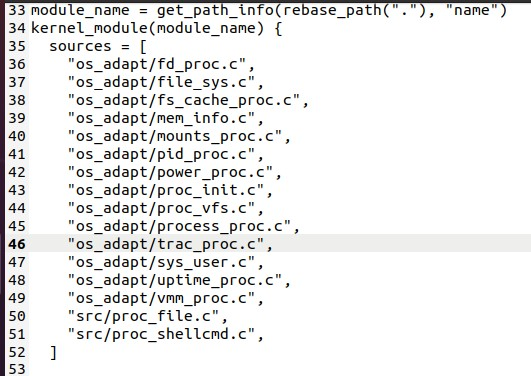 33 module_name = get_path_info(rebase_path("."), "name")
34 kernel_module(module_name) {
35   sources = [
36     "os_adapt/fd_proc.c",
37     "os_adapt/file_sys.c",
38     "os_adapt/fs_cache_proc.c",
39     "os_adapt/mem_info.c",
40     "os_adapt/mounts_proc.c",
41     "os_adapt/pid_proc.c",
42     "os_adapt/power_proc.c",
43     "os_adapt/proc_init.c",
44     "os_adapt/proc_vfs.c",
45     "os_adapt/process_proc.c",
46     "os_adapt/trac_proc.c",
47     "os_adapt/sys_user.c",
48     "os_adapt/uptime_proc.c",
49     "os_adapt/vmm_proc.c",
50     "src/proc_file.c",
51     "src/proc_shellcmd.c",
52   ]
53